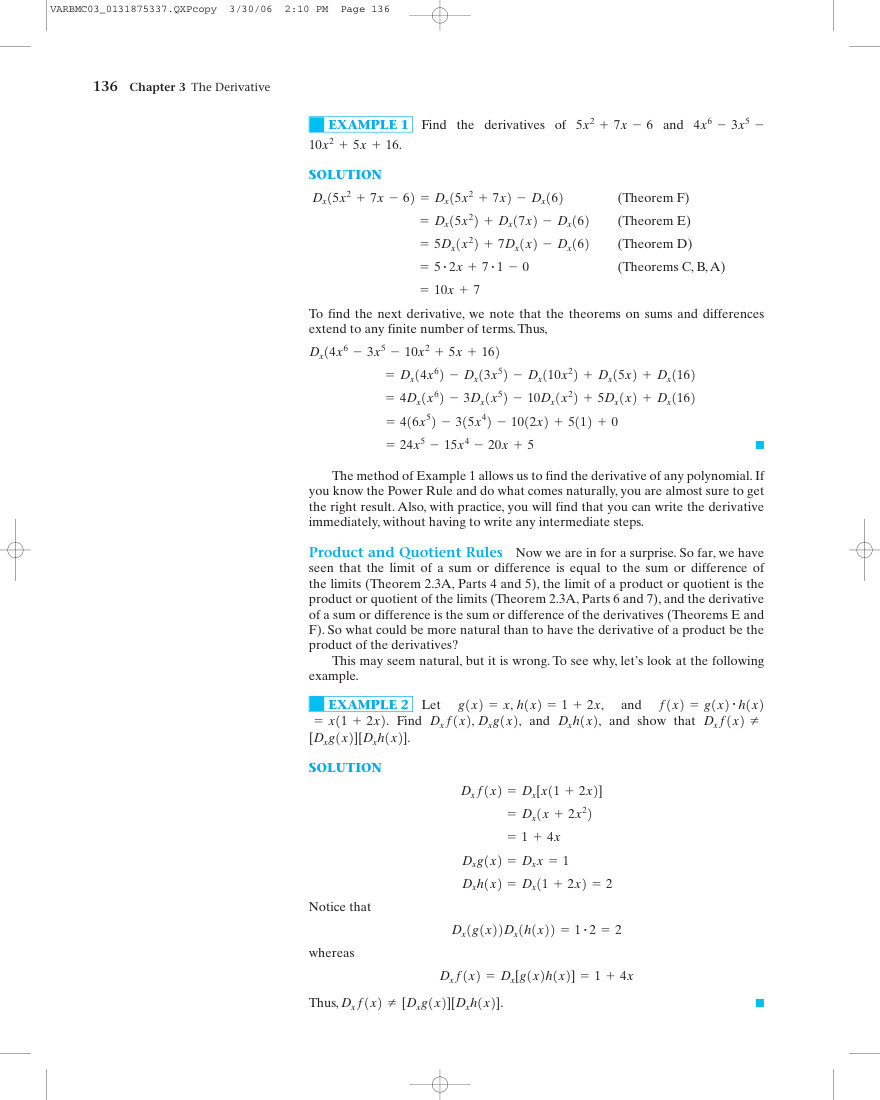 VARBMC03_0131875337.QXPcopy 3/30/06 2:10 PM Page 136
136 Chapter 3 The Derivative
EXAMPLE 1 Find the derivatives of 5x² + 7x − 6 and 4x⁶ − 3x⁵ −
10x² + 5x + 16.
SOLUTION
Dₓ(5x² + 7x − 6) = Dₓ(5x² + 7x) − Dₓ(6) (Theorem F)
= Dₓ(5x²) + Dₓ(7x) − Dₓ(6) (Theorem E)
= 5Dₓ(x²) + 7Dₓ(x) − Dₓ(6) (Theorem D)
= 5 · 2x + 7 · 1 − 0 (Theorems C, B, A)
= 10x + 7
To find the next derivative, we note that the theorems on sums and differences
extend to any finite number of terms. Thus,
Dₓ(4x⁶ − 3x⁵ − 10x² + 5x + 16)
= Dₓ(4x⁶) − Dₓ(3x⁵) − Dₓ(10x²) + Dₓ(5x) + Dₓ(16)
= 4Dₓ(x⁶) − 3Dₓ(x⁵) − 10Dₓ(x²) + 5Dₓ(x) + Dₓ(16)
= 4(6x⁵) − 3(5x⁴) − 10(2x) + 5(1) + 0
= 24x⁵ − 15x⁴ − 20x + 5
The method of Example 1 allows us to find the derivative of any polynomial. If
you know the Power Rule and do what comes naturally, you are almost sure to get
the right result. Also, with practice, you will find that you can write the derivative
immediately, without having to write any intermediate steps.
Product and Quotient Rules Now we are in for a surprise. So far, we have
seen that the limit of a sum or difference is equal to the sum or difference of
the limits (Theorem 2.3A, Parts 4 and 5), the limit of a product or quotient is the
product or quotient of the limits (Theorem 2.3A, Parts 6 and 7), and the derivative
of a sum or difference is the sum or difference of the derivatives (Theorems E and
F). So what could be more natural than to have the derivative of a product be the
product of the derivatives?
This may seem natural, but it is wrong. To see why, let's look at the following
example.
EXAMPLE 2 Let g(x) = x, h(x) = 1 + 2x, and f(x) = g(x) · h(x)
= x(1 + 2x). Find Dₓf(x), Dₓg(x), and Dₓh(x), and show that Dₓf(x) ≠
[Dₓg(x)][Dₓh(x)].
SOLUTION
Dₓf(x) = Dₓ[x(1 + 2x)]
= Dₓ(x + 2x²)
= 1 + 4x
Dₓg(x) = Dₓx = 1
Dₓh(x) = Dₓ(1 + 2x) = 2
Notice that
Dₓ(g(x))Dₓ(h(x)) = 1 · 2 = 2
whereas
Dₓf(x) = Dₓ[g(x)h(x)] = 1 + 4x
Thus, Dₓf(x) ≠ [Dₓg(x)][Dₓh(x)].